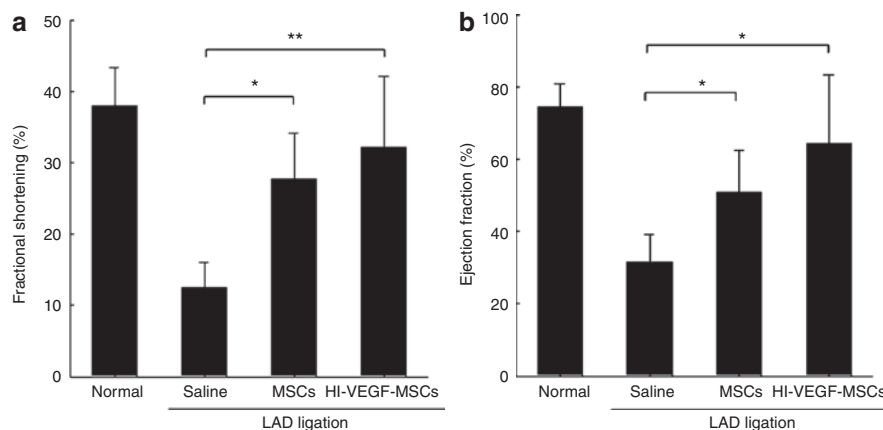 a
Fractional shortening (%)
50
40
30
20
10
0
**
*
Normal
Saline
MSCs
HI-VEGF-MSCs
LAD ligation
b
Ejection fraction (%)
100
80
60
40
20
0
*
*
Normal
Saline
MSCs
HI-VEGF-MSCs
LAD ligation